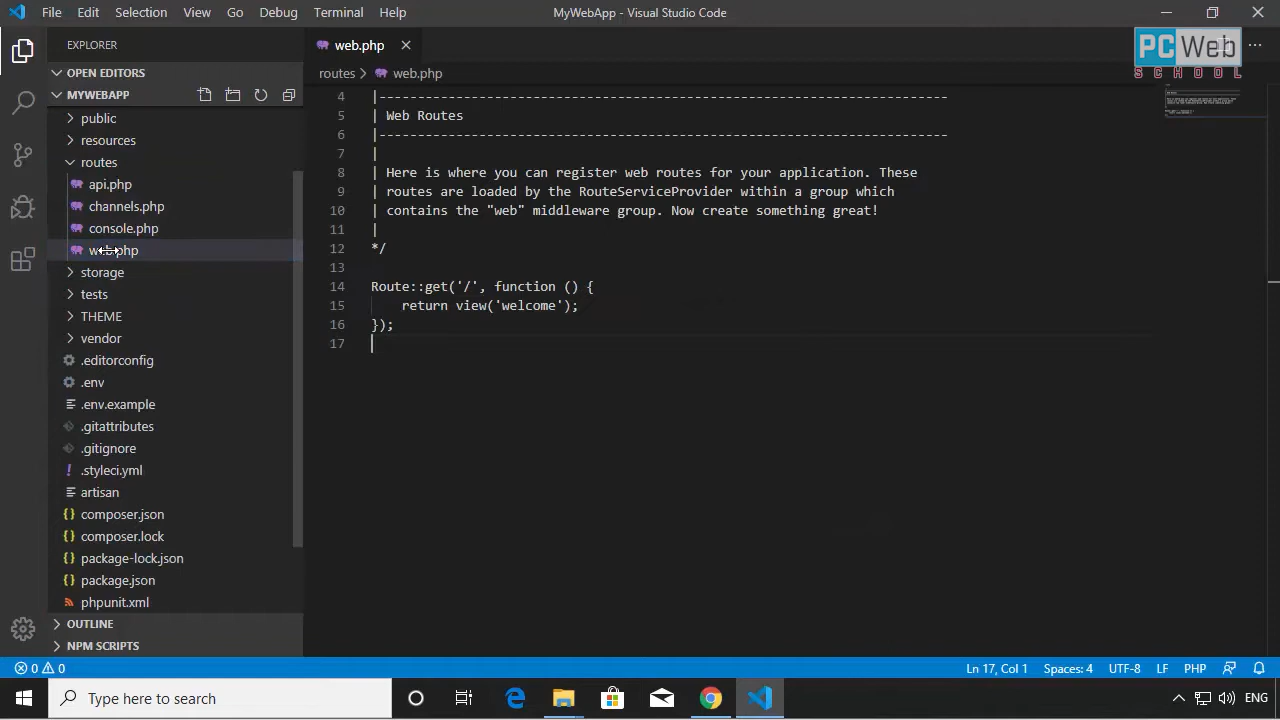 File Edit Selection View Go Debug Terminal Help MyWebApp - Visual Studio Code
PC Web
SCHOOL
EXPLORER
OPEN EDITORS
MYWEBAPP
public
resources
routes
api.php
channels.php
console.php
web.php
storage
tests
THEME
vendor
.editorconfig
.env
.env.example
.gitattributes
.gitignore
.styleci.yml
artisan
composer.json
composer.lock
package-lock.json
package.json
phpunit.xml
OUTLINE
NPM SCRIPTS
web.php
routes > web.php
4 |--------------------------------------------------------------------------
5 | Web Routes
6 |--------------------------------------------------------------------------
7 |
8 | Here is where you can register web routes for your application. These
9 | routes are loaded by the RouteServiceProvider within a group which
10 | contains the "web" middleware group. Now create something great!
11 |
12 */
13
14 Route::get('/', function () {
15     return view('welcome');
16 });
17
0 0 Ln 17, Col 1 Spaces: 4 UTF-8 LF PHP
Type here to search ENG